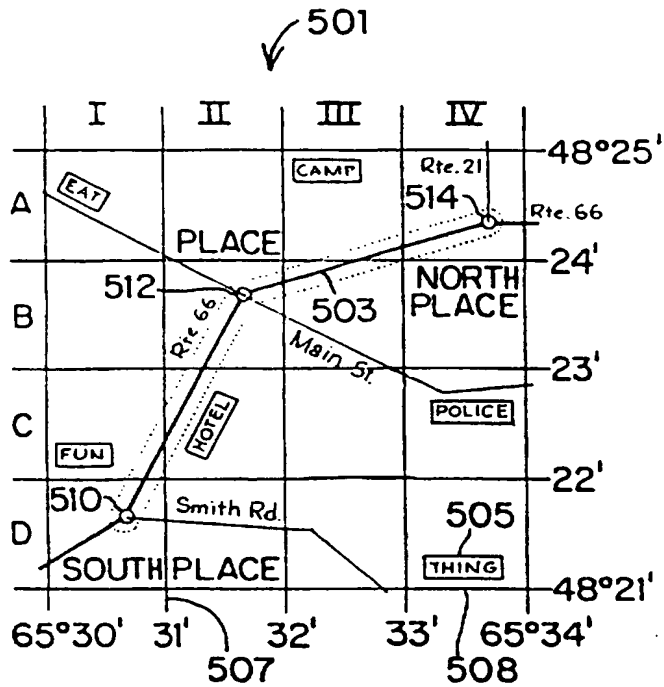 501
I II III IV
48°25'
CAMP
Rte. 21
A
EAT
514
Rte. 66
PLACE
24'
512
NORTH
PLACE
503
B
Rte 66
Main St.
23'
C
HOTEL
POLICE
FUN
22'
510
Smith Rd.
505
D
SOUTH PLACE
THING
48°21'
65°30' 31' 32' 33' 65°34'
507 508